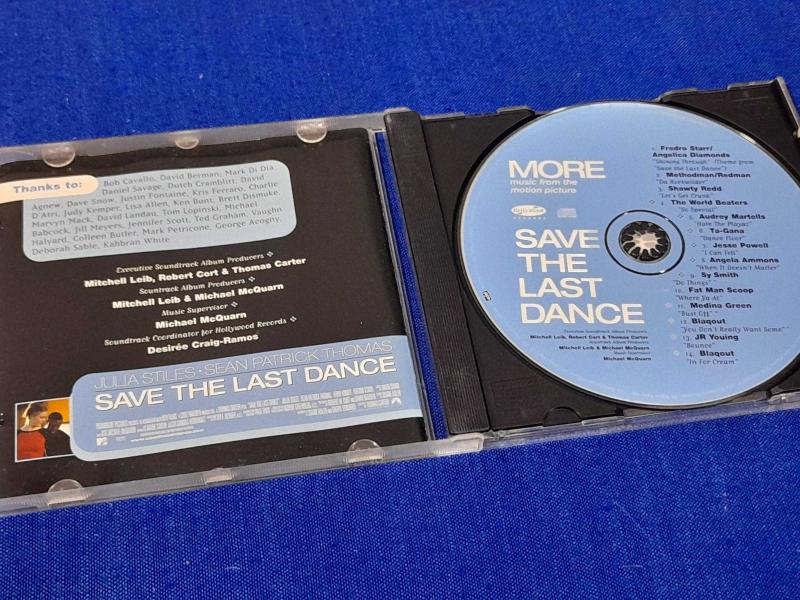 Thanks to:
Bob Cavallo, David Berman, Mark Di Dia,
Daniel Savage, Dutch Cramblitt, David
Agnew, Dave Snow, Justin Fontaine, Kris Ferraro, Charlie
D'Atri, Judy Kemper, Lisa Allen, Ken Bunt, Brett Dismuke,
Marvyn Mack, David Landau, Tom Lopinski, Michael
Babcock, Jill Meyers, Jennifer Scott, Ted Graham, Vaughn
Halyard, Colleen Butler, Mark Petricone, George Acogny,
Deborah Sable, Kahbran White
Executive Soundtrack Album Producers
Mitchell Leib, Robert Cort & Thomas Carter
Soundtrack Album Producers
Mitchell Leib & Michael McQuarn
Music Supervisor
Michael McQuarn
Soundtrack Coordinator for Hollywood Records
Desirée Craig-Ramos
JULIA STILES · SEAN PATRICK THOMAS
SAVE THE LAST DANCE
MORE
music from the
motion picture
Hollywood
RECORDS
SAVE
THE
LAST
DANCE
Executive Soundtrack Album Producers
Mitchell Leib, Robert Cort & Thomas Carter
Soundtrack Album Producers
Mitchell Leib & Michael McQuarn
Music Supervisor
Michael McQuarn
1. Fredro Starr/
Angelica Diamonds
"Shining Through" (Theme from
"Save the Last Dance")
2. Methodman/Redman
"Da Rockwilder"
3. Shawty Redd
"Let's Get Crunk"
4. The World Beaters
"So Special"
5. Audrey Martells
"Hate The Playaz"
6. Ta-Gana
"Dance Floor"
7. Jesse Powell
"I Can Tell"
8. Angela Ammons
"When It Doesn't Matter"
9. Sy Smith
"Do Things"
10. Fat Man Scoop
"Where Ya At"
11. Medina Green
"Bust Off"
12. Blaqout
"You Don't Really Want Some"
13. JR Youing
"Bounce"
14. Blaqout
"In For Cream"